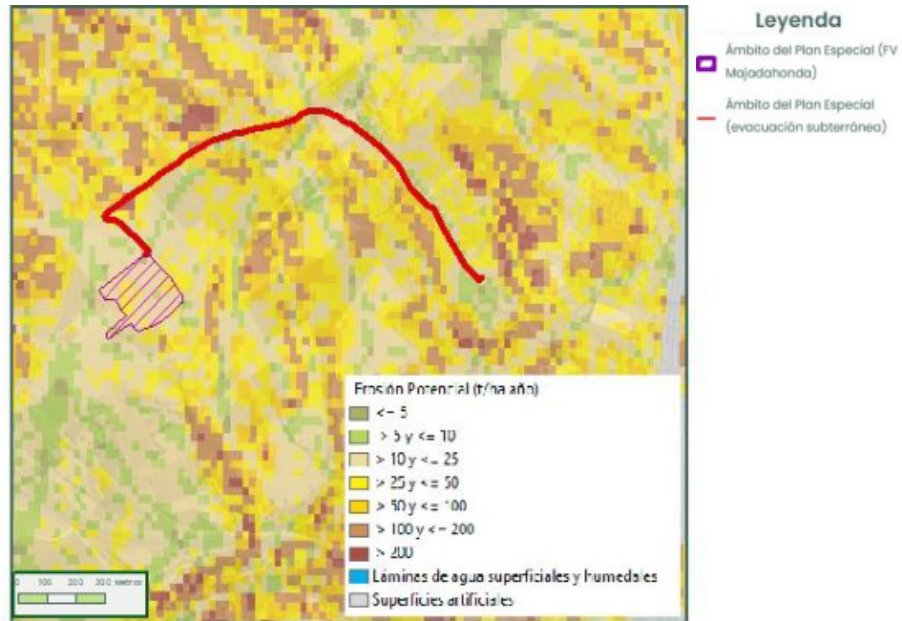 Leyenda
Ámbito del Plan Especial (FV
Majadahonda)
Ámbito del Plan Especial
(evacuación subterránea)
Erosión Potencial (t/ha año)
<= 5
> 5 y <= 10
> 10 y <= 25
> 25 y <= 50
> 50 y <= 100
> 100 y <= 200
> 200
Láminas de agua superficiales y humedales
Superficies artificiales
0 100 200 300 Metros